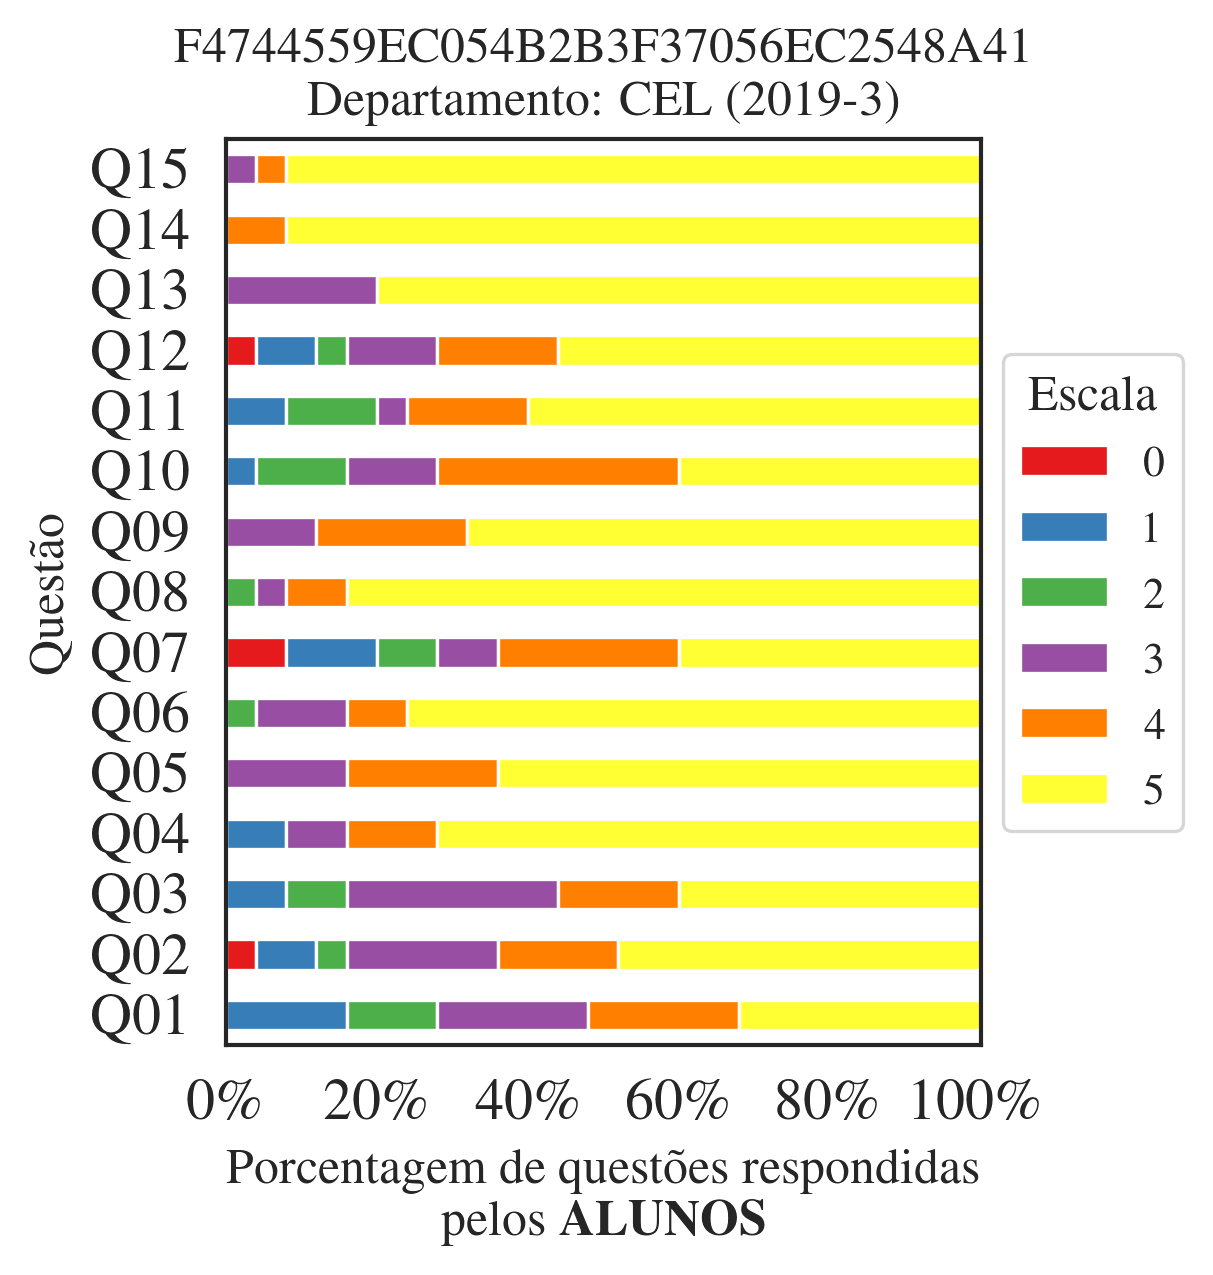 F4744559EC054B2B3F37056EC2548A41
Departamento: CEL (2019-3)
Questão
Q15
Q14
Q13
Q12
Q11
Q10
Q09
Q08
Q07
Q06
Q05
Q04
Q03
Q02
Q01
0% 20% 40% 60% 80% 100%
Porcentagem de questões respondidas
pelos ALUNOS
Escala
0
1
2
3
4
5